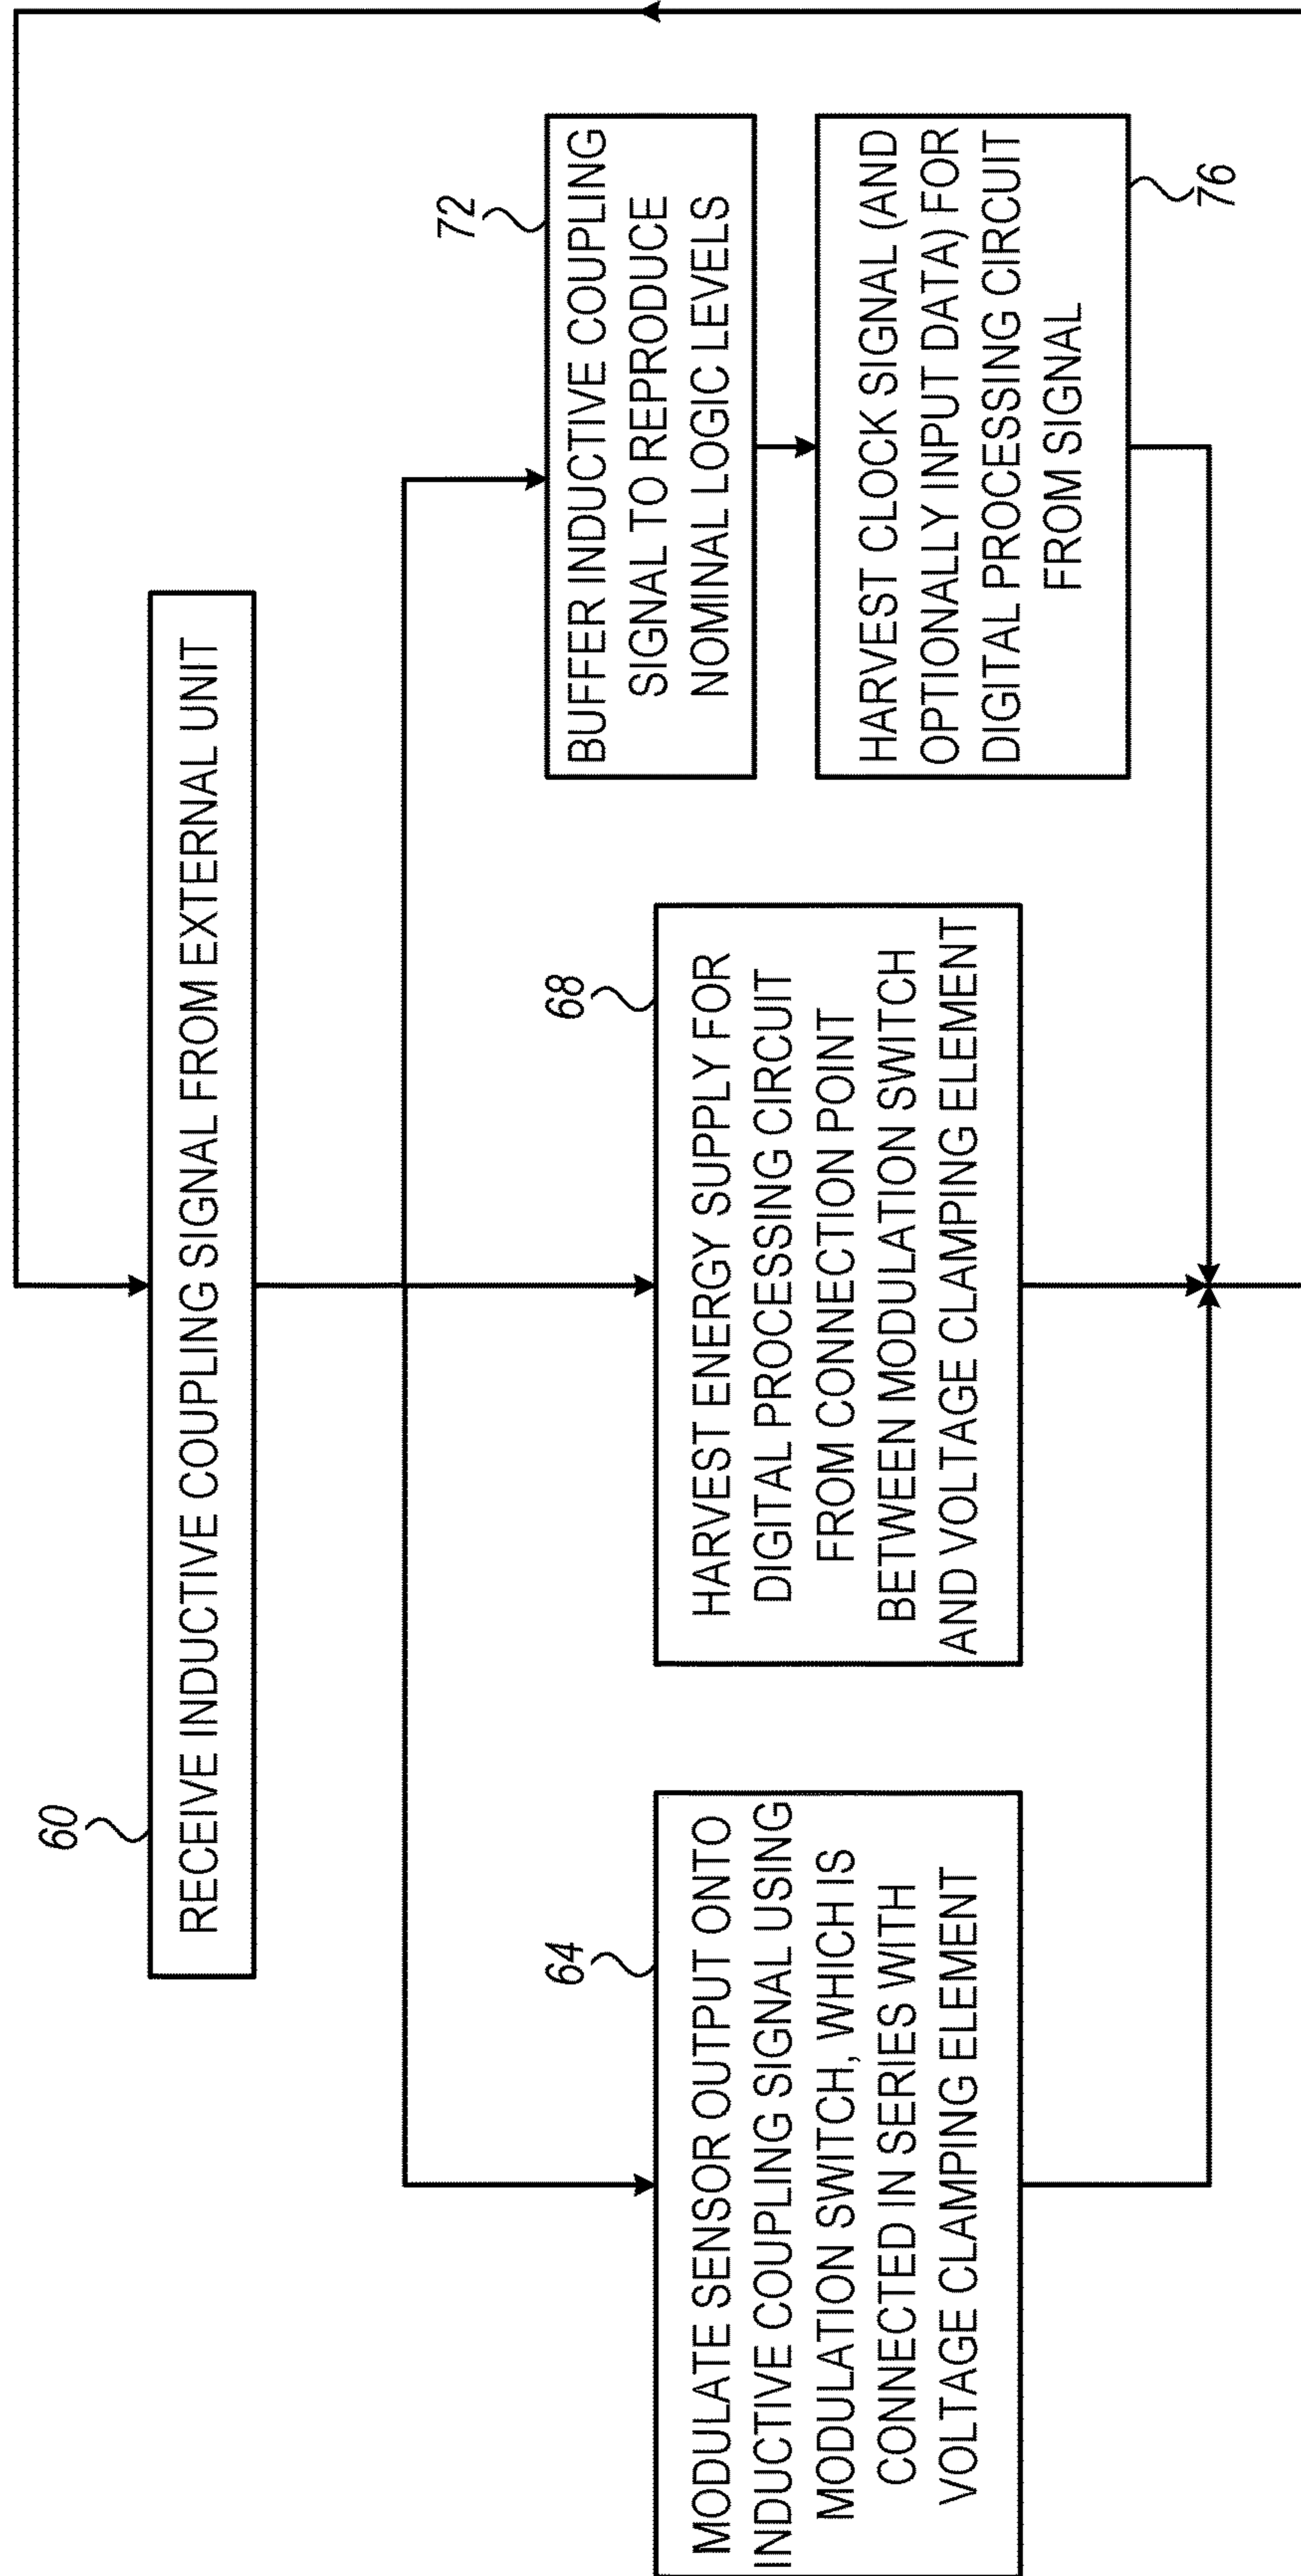 60
RECEIVE INDUCTIVE COUPLING SIGNAL FROM EXTERNAL UNIT
64
MODULATE SENSOR OUTPUT ONTO
INDUCTIVE COUPLING SIGNAL USING
MODULATION SWITCH, WHICH IS
CONNECTED IN SERIES WITH
VOLTAGE CLAMPING ELEMENT
68
HARVEST ENERGY SUPPLY FOR
DIGITAL PROCESSING CIRCUIT
FROM CONNECTION POINT
BETWEEN MODULATION SWITCH
AND VOLTAGE CLAMPING ELEMENT
72
BUFFER INDUCTIVE COUPLING
SIGNAL TO REPRODUCE
NOMINAL LOGIC LEVELS
HARVEST CLOCK SIGNAL (AND
OPTIONALLY INPUT DATA) FOR
DIGITAL PROCESSING CIRCUIT
FROM SIGNAL
76